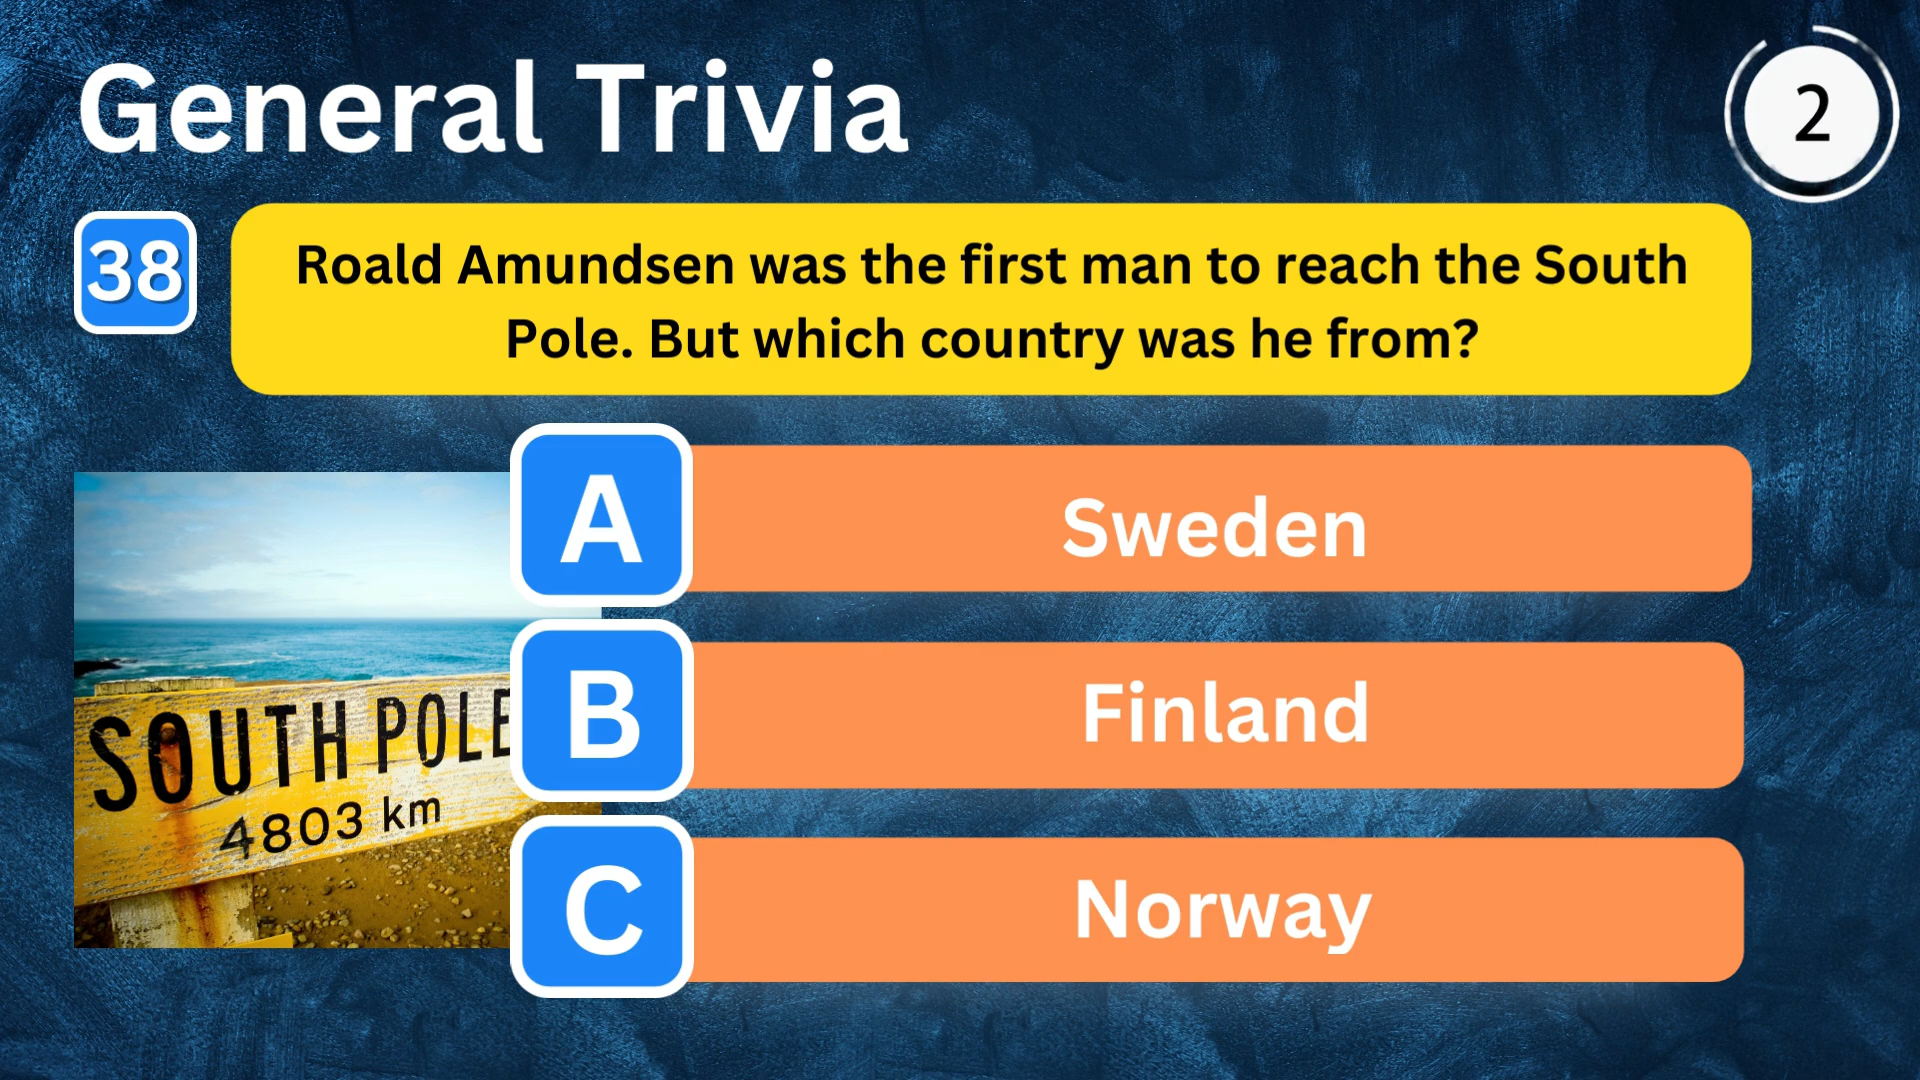 General Trivia
2
38
Roald Amundsen was the first man to reach the South
Pole. But which country was he from?
A
Sweden
B
Finland
C
Norway
SOUTH POLE
4803 km